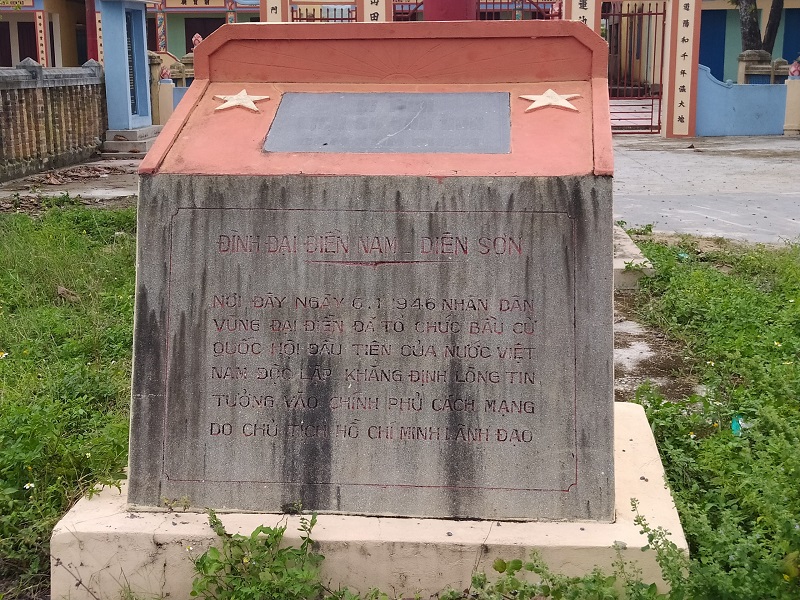 ĐÌNH ĐẠI ĐIỀN NAM - DIÊN SƠN
NƠI ĐÂY NGÀY 6.1.1946 NHÂN DÂN
VÙNG ĐẠI ĐIỀN ĐÃ TỔ CHỨC BẦU CỬ
QUỐC HỘI ĐẦU TIÊN CỦA NƯỚC VIỆT
NAM ĐỘC LẬP KHẲNG ĐỊNH LÒNG TIN
TƯỞNG VÀO CHÍNH PHỦ CÁCH MẠNG
DO CHỦ TỊCH HỒ CHÍ MINH LÃNH ĐẠO